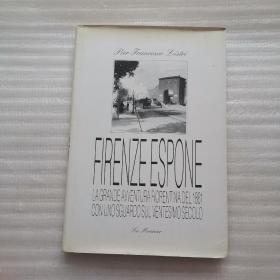 Pier Francesco Listri
FIRENZE ESPONE
LA GRANDE AVVENTURA FIORENTINA DEL 1861
CON UNO SGUARDO SUL VENTESIMO SECOLO